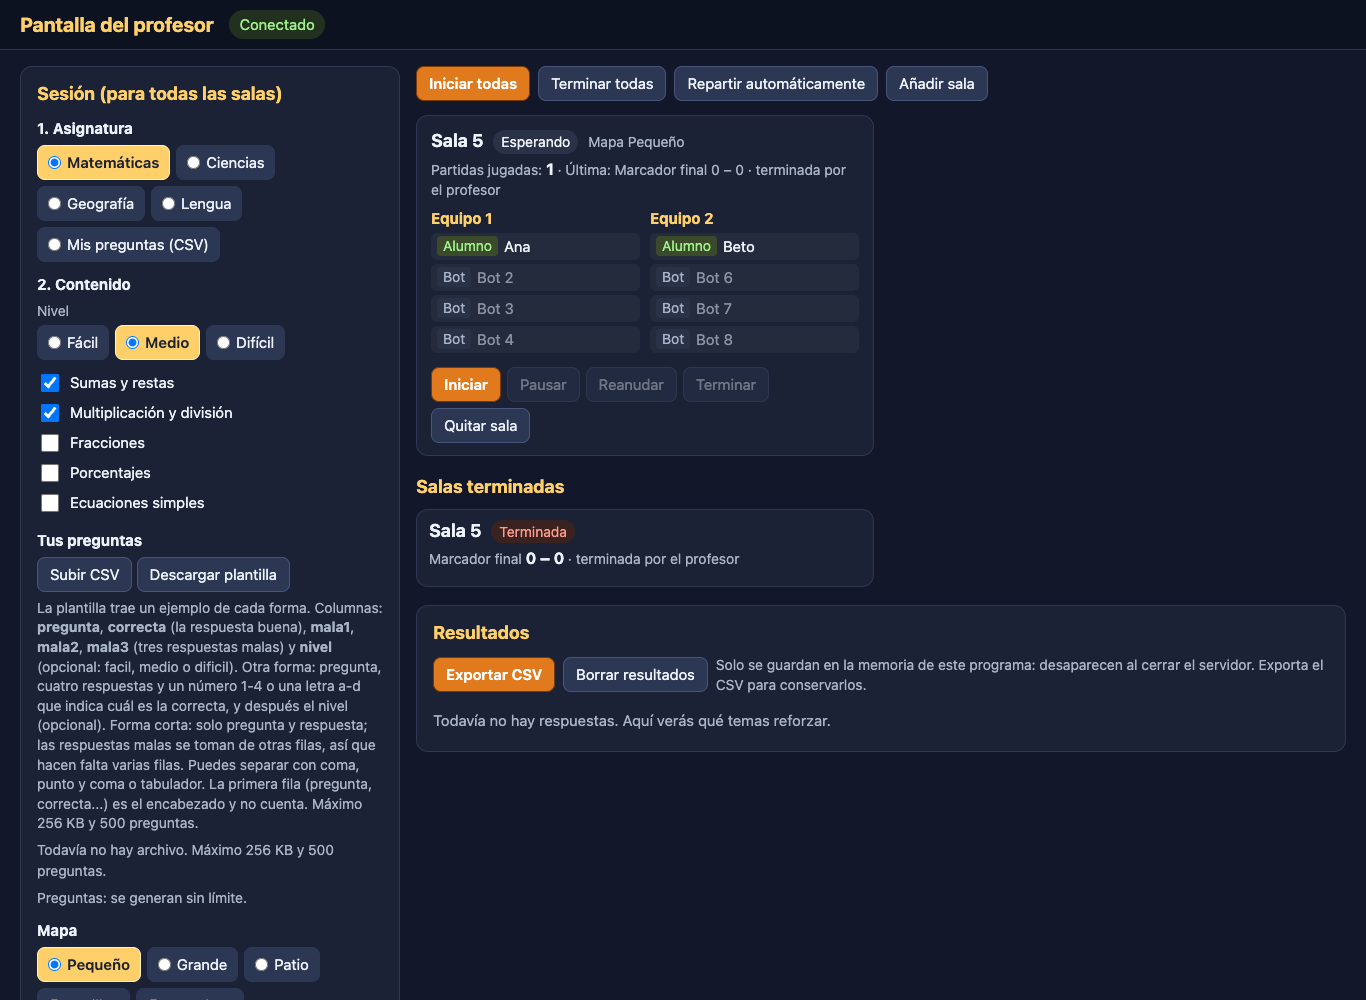 Pantalla del profesor
Conectado
Sesión (para todas las salas)
1. Asignatura
Matemáticas
Ciencias
Geografía
Lengua
Mis preguntas (CSV)
2. Contenido
Nivel
Fácil
Medio
Difícil
Sumas y restas
Multiplicación y división
Fracciones
Porcentajes
Ecuaciones simples
Tus preguntas
Subir CSV
Descargar plantilla
La plantilla trae un ejemplo de cada forma. Columnas:
pregunta, correcta (la respuesta buena), mala1,
mala2, mala3 (tres respuestas malas) y nivel
(opcional: facil, medio o dificil). Otra forma: pregunta,
cuatro respuestas y un número 1-4 o una letra a-d
que indica cuál es la correcta, y después el nivel
(opcional). Forma corta: solo pregunta y respuesta;
las respuestas malas se toman de otras filas, así que
hacen falta varias filas. Puedes separar con coma,
punto y coma o tabulador. La primera fila (pregunta,
correcta...) es el encabezado y no cuenta. Máximo
256 KB y 500 preguntas.
Todavía no hay archivo. Máximo 256 KB y 500
preguntas.
Preguntas: se generan sin límite.
Mapa
Pequeño
Grande
Patio
Iniciar todas
Terminar todas
Repartir automáticamente
Añadir sala
Sala 5
Esperando
Mapa Pequeño
Partidas jugadas: 1 · Última: Marcador final 0 – 0 · terminada por
el profesor
Equipo 1
Alumno Ana
Bot Bot 2
Bot Bot 3
Bot Bot 4
Equipo 2
Alumno Beto
Bot Bot 6
Bot Bot 7
Bot Bot 8
Iniciar
Pausar
Reanudar
Terminar
Quitar sala
Salas terminadas
Sala 5
Terminada
Marcador final 0 – 0 · terminada por el profesor
Resultados
Exportar CSV
Borrar resultados
Solo se guardan en la memoria de este programa: desaparecen al cerrar el servidor. Exporta el
CSV para conservarlos.
Todavía no hay respuestas. Aquí verás qué temas reforzar.